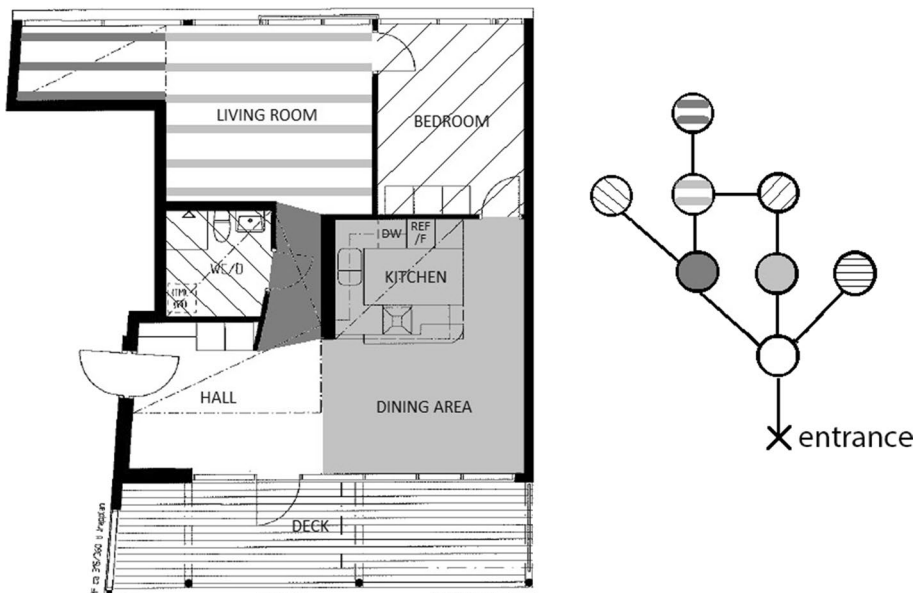 LIVING ROOM
BEDROOM
DW
REF
/F
WC/D
KITCHEN
HALL
DINING AREA
DECK
entrance